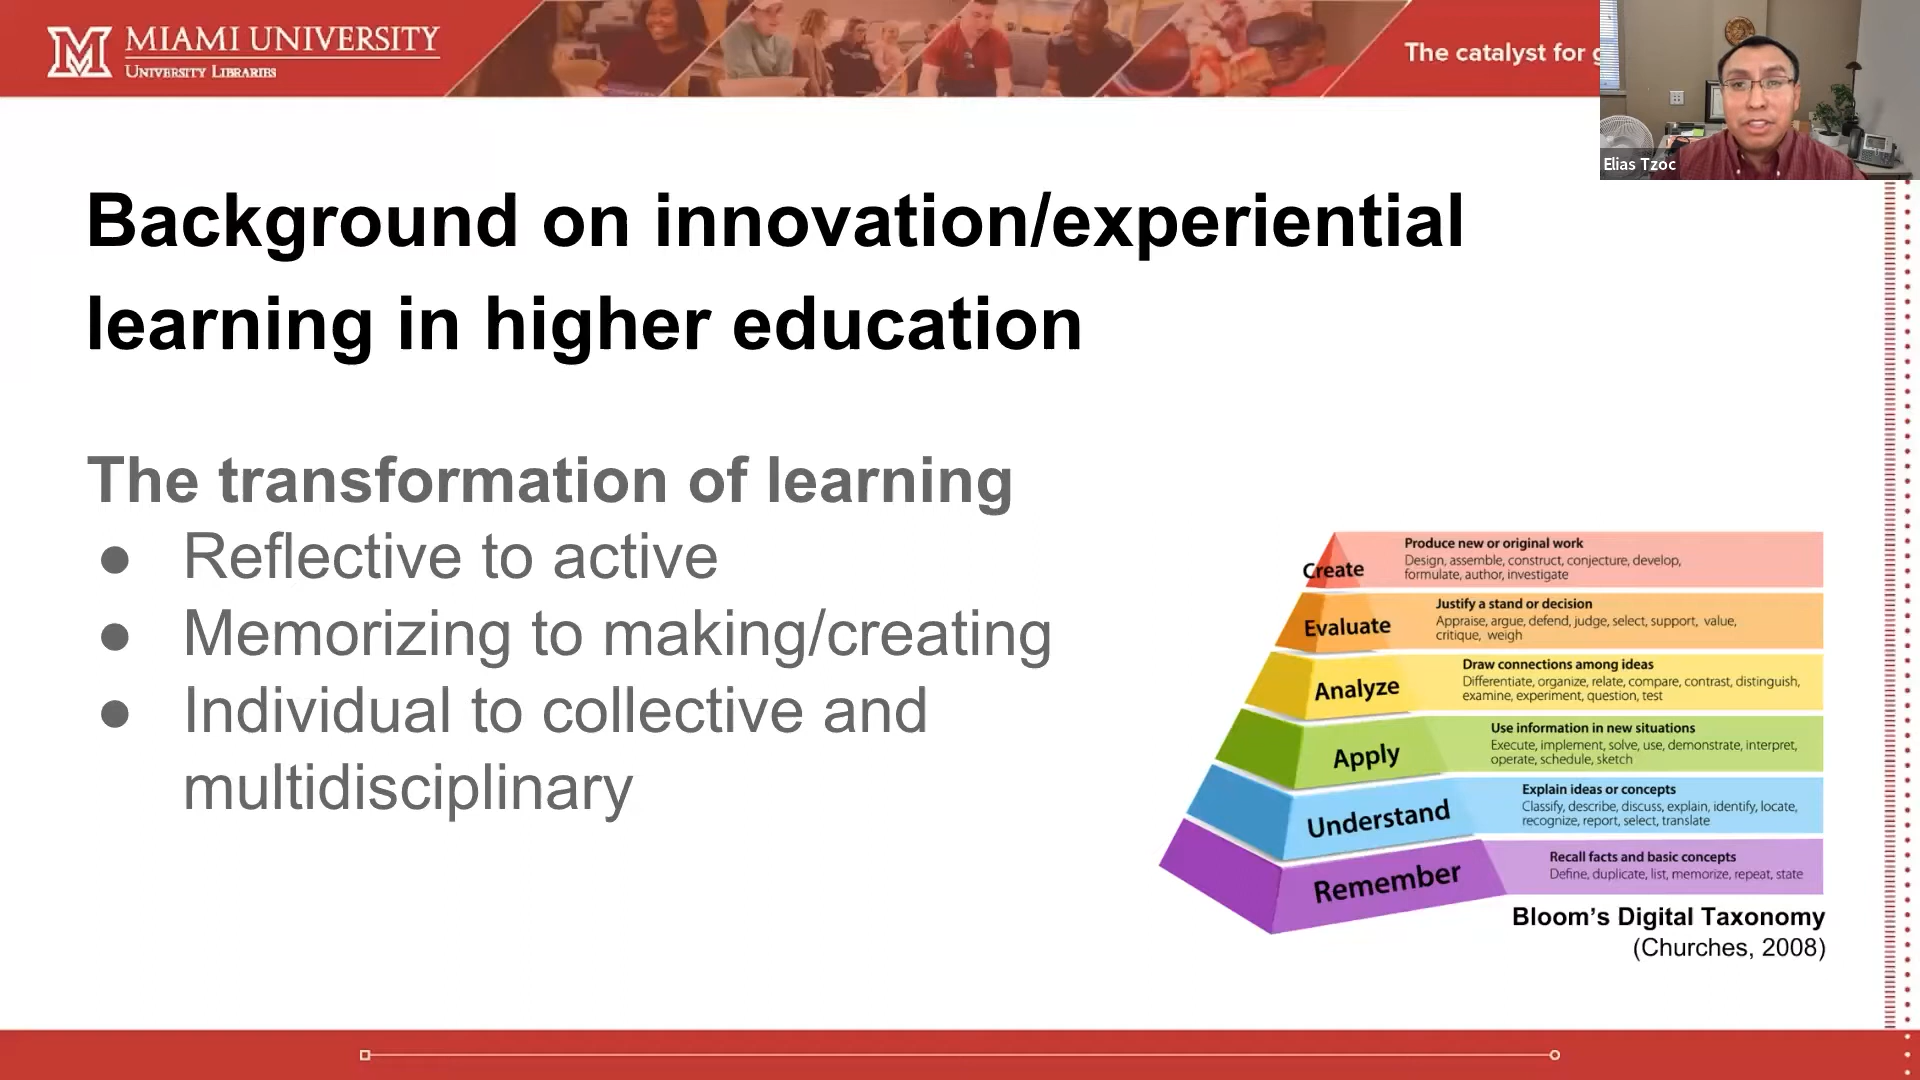 MIAMI UNIVERSITY
UNIVERSITY LIBRARIES
The catalyst for
Elias Tzoc
Background on innovation/experiential
learning in higher education
The transformation of learning
● Reflective to active
● Memorizing to making/creating
● Individual to collective and
multidisciplinary
Create
Produce new or original work
Design, assemble, construct, conjecture, develop,
formulate, author, investigate
Evaluate
Justify a stand or decision
Appraise, argue, defend, judge, select, support, value,
critique, weigh
Analyze
Draw connections among ideas
Differentiate, organize, relate, compare, contrast, distinguish,
examine, experiment, question, test
Apply
Use information in new situations
Execute, implement, solve, use, demonstrate, interpret,
operate, schedule, sketch
Understand
Explain ideas or concepts
Classify, describe, discuss, explain, identify, locate,
recognize, report, select, translate
Remember
Recall facts and basic concepts
Define, duplicate, list, memorize, repeat, state
Bloom’s Digital Taxonomy
(Churches, 2008)